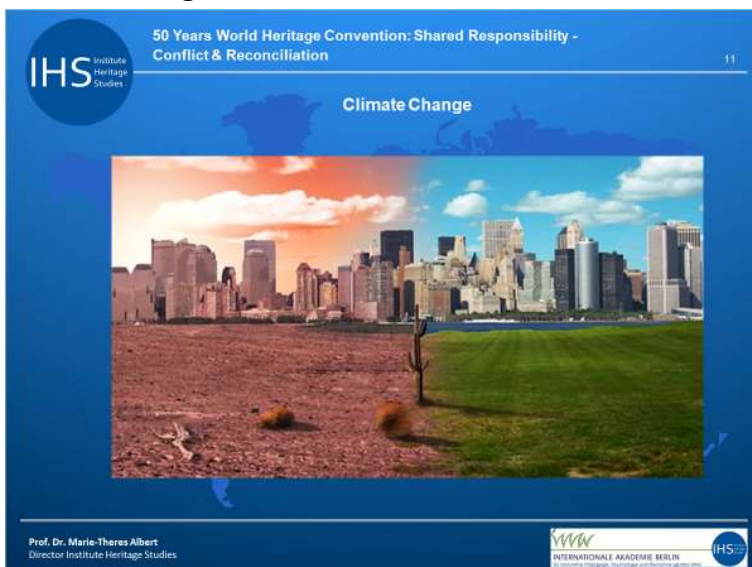 IHS Institute
Heritage
Studies
50 Years World Heritage Convention: Shared Responsibility -
Conflict & Reconciliation
11
Climate Change
Prof. Dr. Marie-Theres Albert
Director Institute Heritage Studies
INTERNATIONALE AKADEMIE BERLIN
IHS